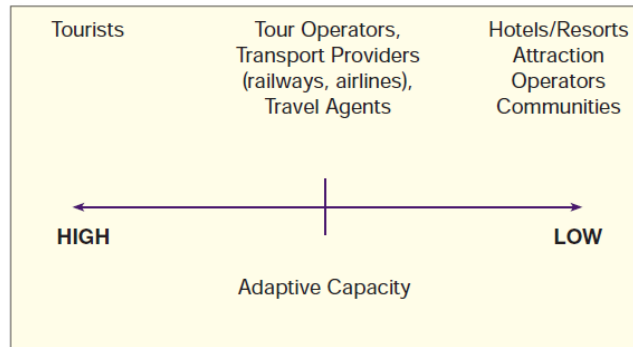 Tourists
Tour Operators,
Transport Providers
(railways, airlines),
Travel Agents
Hotels/Resorts
Attraction
Operators
Communities
HIGH
LOW
Adaptive Capacity